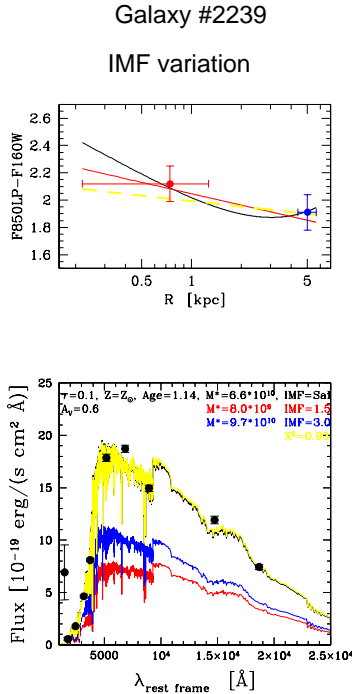 Galaxy #2239
IMF variation
F850LP-F160W
2.6
2.4
2.2
2
1.8
1.6
0.5 1 5
R [kpc]
τ=0.1, Z=Z⊙, Age=1.14, M*=6.6*10¹⁰, IMF=Sal
A_V=0.6 M*=8.0*10⁹ IMF=1.5
M*=9.7*10¹⁰ IMF=3.0
Flux [10⁻¹⁹ erg/(s cm² Å)]
25
20
15
10
5
0
5000 10⁴ 1.5×10⁴ 2×10⁴ 2.5×10⁴
λ_rest frame [Å]